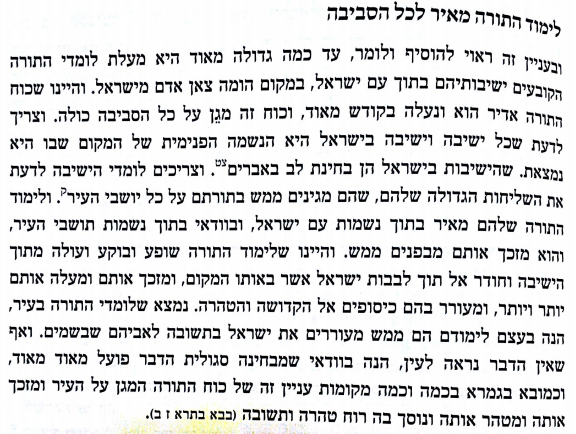 לימוד התורה מאיר לכל הסביבה
ובעניין זה ראוי להוסיף ולומר, עד כמה גדולה מאוד היא מעלת לומדי התורה
הקובעים ישיבותיהם בתוך עם ישראל, במקום הומה צאן אדם מישראל. והיינו שכוח
התורה אדיר הוא ונעלה בקודש מאוד, וכוח זה מגֵן על כל הסביבה כולה. וצריך
לדעת שכל ישיבה וישיבה בישראל היא הנשמה הפנימית של המקום שבו היא
נמצאת. שהישיבות בישראל הן בחינת לב באבריםצט. וצריכים לומדי הישיבה לדעת
את השליחות הגדולה שלהם, שהם מגינים ממש בתורתם על כל יושבי העירק. ולימוד
התורה שלהם מאיר בתוך נשמות עם ישראל, ובוודאי בתוך נשמות תושבי העיר,
והוא מזכך אותם מבפנים ממש. והיינו שלימוד התורה שופע ובוקע ועולה מתוך
הישיבה וחודר אל תוך לבבות ישראל אשר באותו המקום, ומזכך אותם ומעלה אותם
יותר ויותר, ומעורר בהם כיסופים אל הקדושה והטהרה. נמצא שלומדי התורה בעיר,
הנה בעצם לימודם הם ממש מעוררים את ישראל בתשובה לאביהם שבשמים. ואף
שאין הדבר נראה לעין, הנה בוודאי שמבחינה סגולית הדבר פועל מאוד מאוד,
וכמובא בגמרא בכמה וכמה מקומות עניין זה של כוח התורה המגן על העיר ומזכך
אותה ומטהר אותה ונוסך בה רוח טהרה ותשובה (בבא בתרא ז ב).